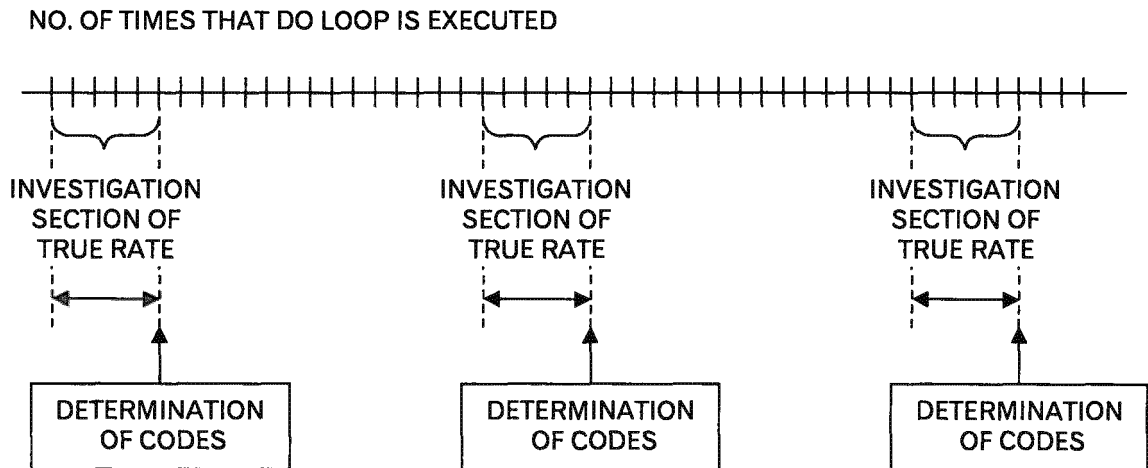 NO. OF TIMES THAT DO LOOP IS EXECUTED
INVESTIGATION
SECTION OF
TRUE RATE
INVESTIGATION
SECTION OF
TRUE RATE
INVESTIGATION
SECTION OF
TRUE RATE
DETERMINATION
OF CODES
DETERMINATION
OF CODES
DETERMINATION
OF CODES